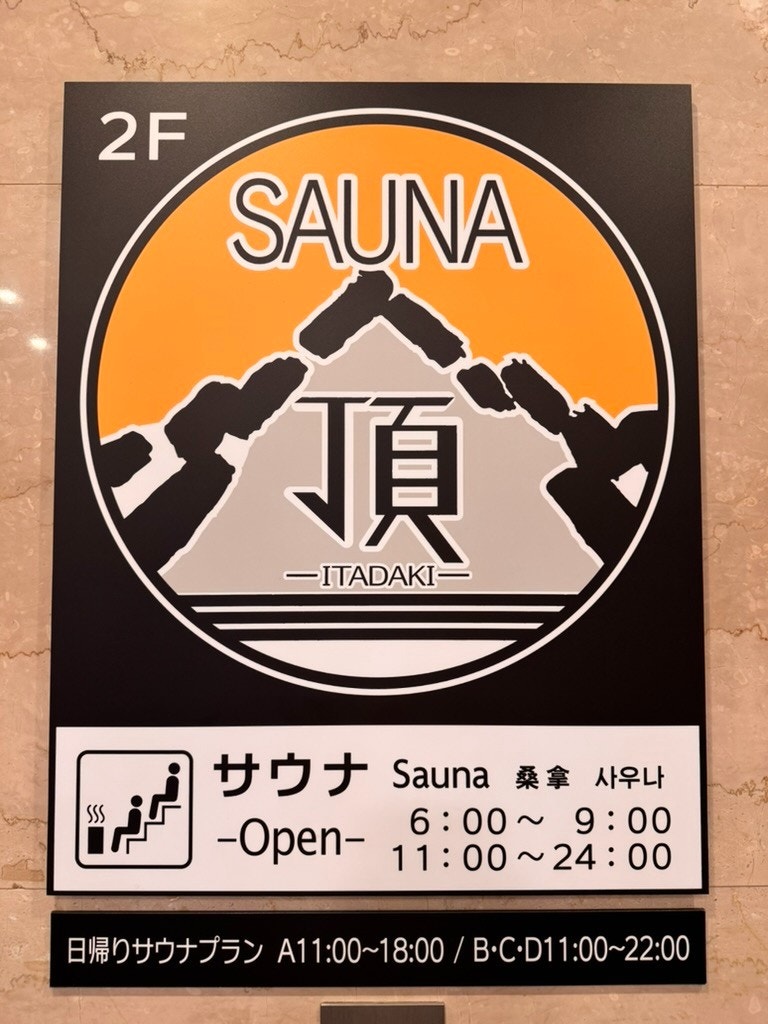 2F
SAUNA
頂
—ITADAKI—
サウナ Sauna 桑拿 사우나
–Open– 6:00～ 9:00
11:00～24:00
日帰りサウナプラン A11:00~18:00 / B･C･D11:00~22:00